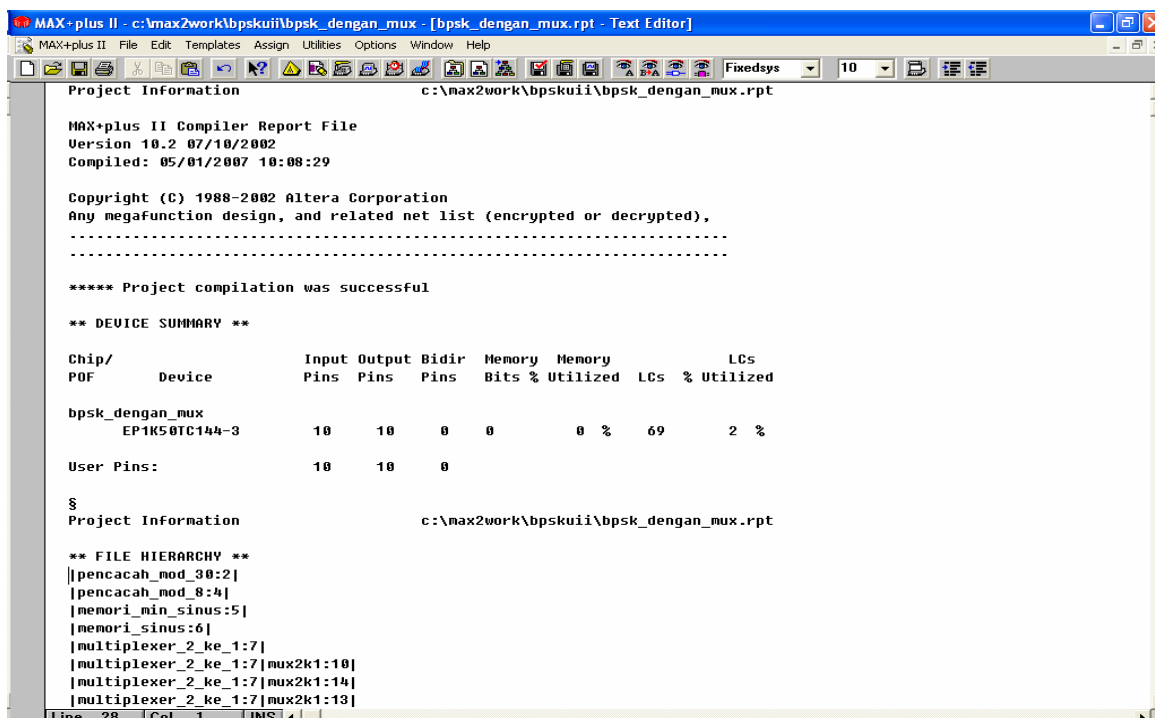 MAX+plus II - c:\max2work\bpskuii\bpsk_dengan_mux - [bpsk_dengan_mux.rpt - Text Editor]
MAX+plus II File Edit Templates Assign Utilities Options Window Help
Fixedsys 10
Project Information c:\max2work\bpskuii\bpsk_dengan_mux.rpt
MAX+plus II Compiler Report File
Version 10.2 07/10/2002
Compiled: 05/01/2007 10:08:29
Copyright (C) 1988-2002 Altera Corporation
Any megafunction design, and related net list (encrypted or decrypted),
.........................................................................
.........................................................................
***** Project compilation was successful
** DEVICE SUMMARY **
Chip/ Input Output Bidir Memory Memory LCs
POF Device Pins Pins Pins Bits % Utilized LCs % Utilized
bpsk_dengan_mux
EP1K50TC144-3 10 10 0 0 0 % 69 2 %
User Pins: 10 10 0
§
Project Information c:\max2work\bpskuii\bpsk_dengan_mux.rpt
** FILE HIERARCHY **
|pencacah_mod_30:2|
|pencacah_mod_8:4|
|memori_min_sinus:5|
|memori_sinus:6|
|multiplexer_2_ke_1:7|
|multiplexer_2_ke_1:7|mux2k1:10|
|multiplexer_2_ke_1:7|mux2k1:14|
|multiplexer_2_ke_1:7|mux2k1:13|
Line 28 Col 1 INS